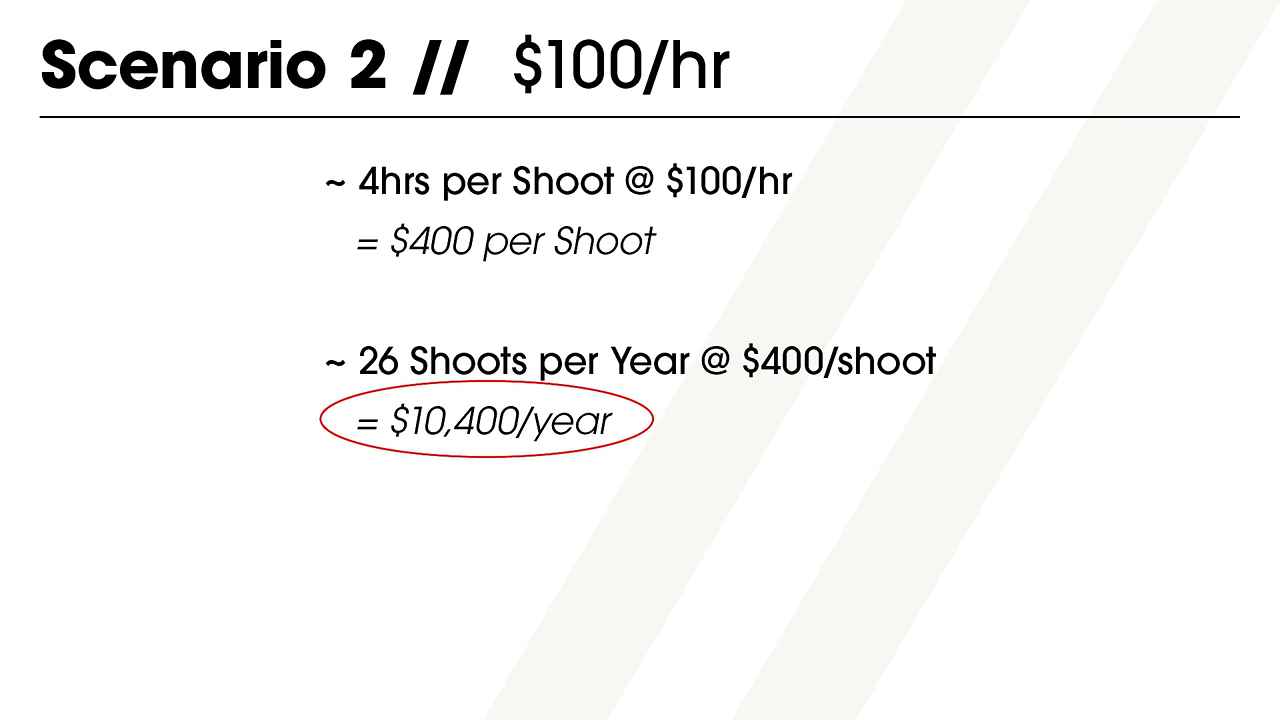 Scenario 2 // $100/hr
~ 4hrs per Shoot @ $100/hr
= $400 per Shoot
~ 26 Shoots per Year @ $400/shoot
= $10,400/year